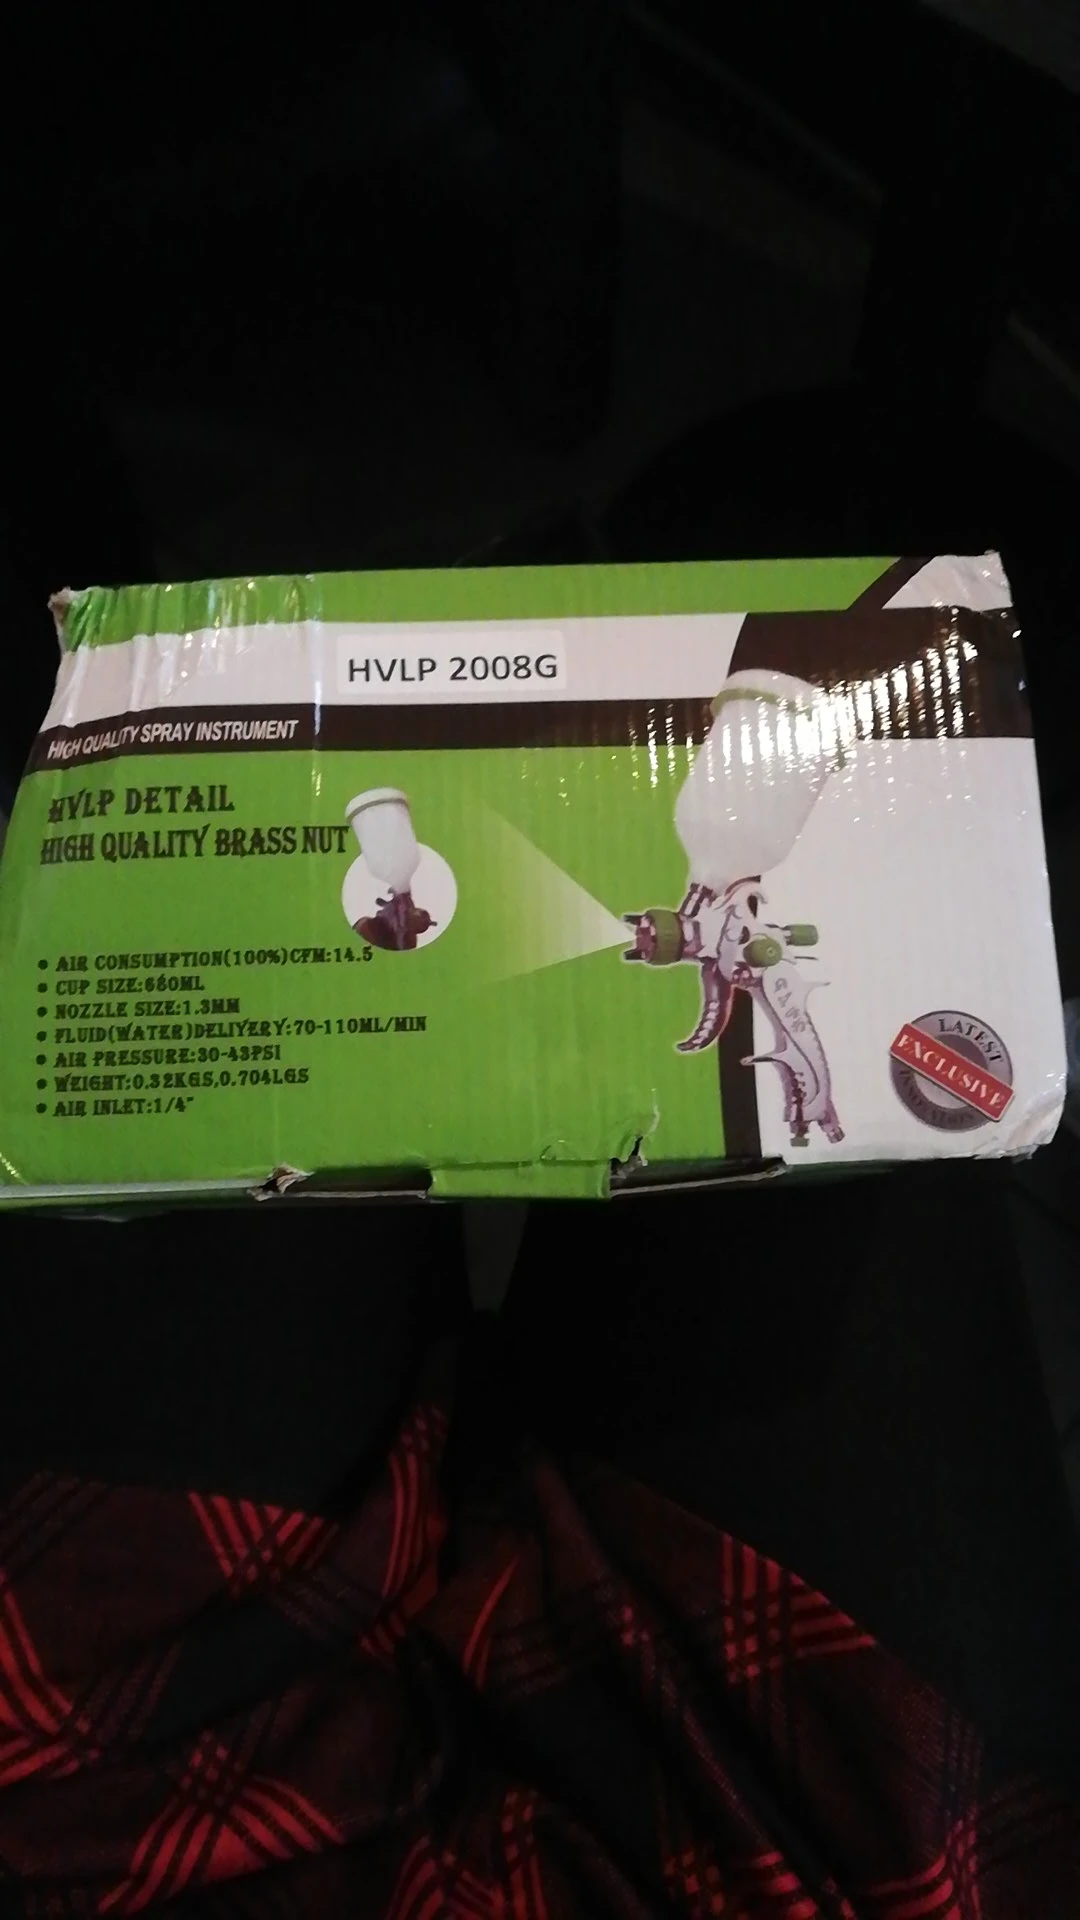 HVLP 2008G
HIGH QUALITY SPRAY INSTRUMENT
HVLP DETAIL
HIGH QUALITY BRASS NUT
• AIR CONSUMPTION(100%)CFM:14.5
• CUP SIZE:680ML
• NOZZLE SIZE:1.3MM
• FLUID(WATER)DELIVERY:70-110ML/MIN
• AIR PRESSURE:30-43PSI
• WEIGHT:0.32KGS,0.704LGS
• AIR INLET:1/4"
LATEST
EXCLUSIVE